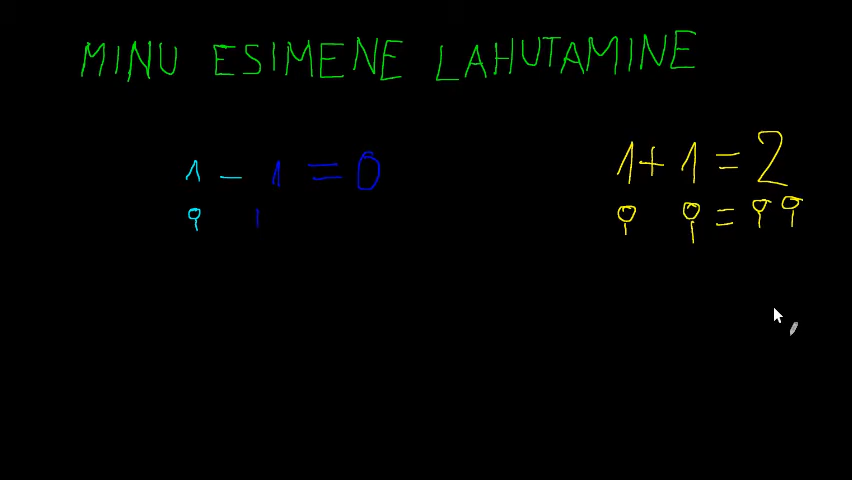 MINU ESIMENE LAHUTAMINE
1 - 1 = 0
1 + 1 = 2
=